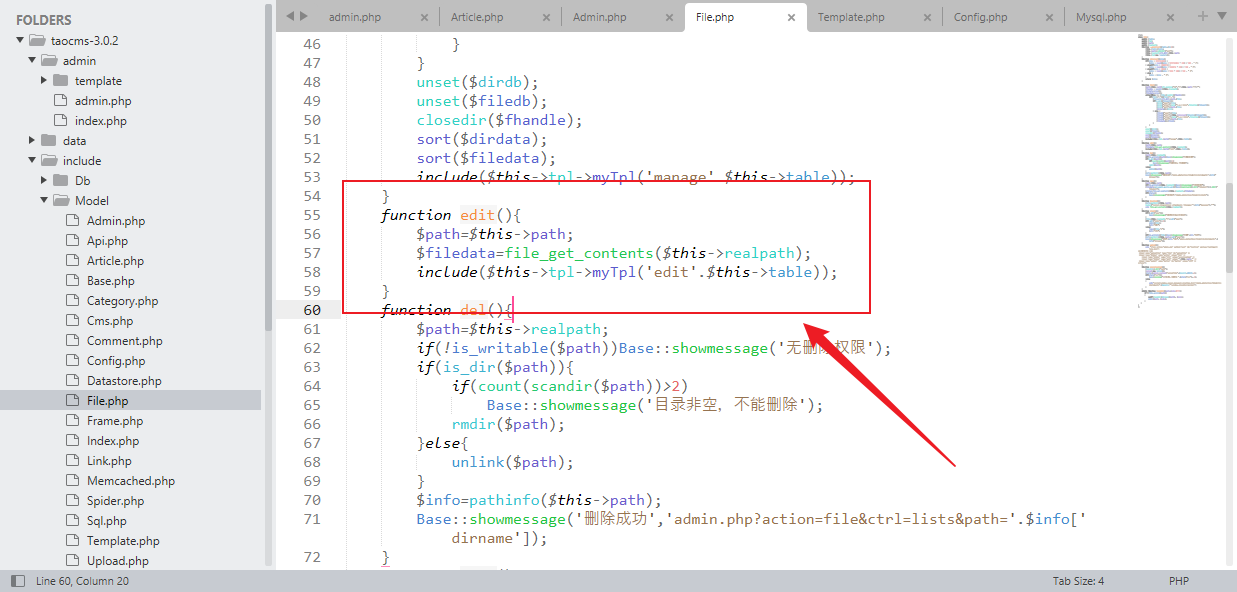 FOLDERS
taocms-3.0.2
admin
template
admin.php
index.php
data
include
Db
Model
Admin.php
Api.php
Article.php
Base.php
Category.php
Cms.php
Comment.php
Config.php
Datastore.php
File.php
Frame.php
Index.php
Link.php
Memcached.php
Spider.php
Sql.php
Template.php
Upload.php
admin.php × Article.php × Admin.php × File.php × Template.php × Config.php × Mysql.php ×
46 }
47 }
48 unset($dirdb);
49 unset($filedb);
50 closedir($fhandle);
51 sort($dirdata);
52 sort($filedata);
53 include($this->tpl->myTpl('manage'.$this->table));
54 }
55 function edit(){
56 $path=$this->path;
57 $filedata=file_get_contents($this->realpath);
58 include($this->tpl->myTpl('edit'.$this->table));
59 }
60 function del(){
61 $path=$this->realpath;
62 if(!is_writable($path))Base::showmessage('无删除权限');
63 if(is_dir($path)){
64 if(count(scandir($path))>2)
65 Base::showmessage('目录非空，不能删除');
66 rmdir($path);
67 }else{
68 unlink($path);
69 }
70 $info=pathinfo($this->path);
71 Base::showmessage('删除成功','admin.php?action=file&ctrl=lists&path='.$info['
dirname']);
72 }
Line 60, Column 20 Tab Size: 4 PHP